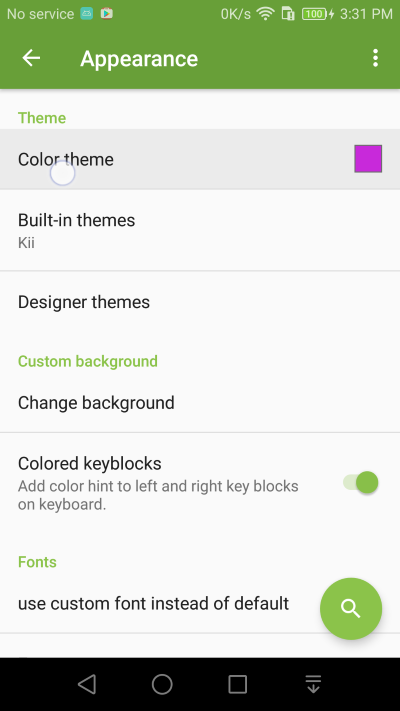 No service 0K/s 100 3:31 PM
Appearance
Theme
Color theme
Built-in themes
Kii
Designer themes
Custom background
Change background
Colored keyblocks
Add color hint to left and right key blocks
on keyboard.
Fonts
use custom font instead of default